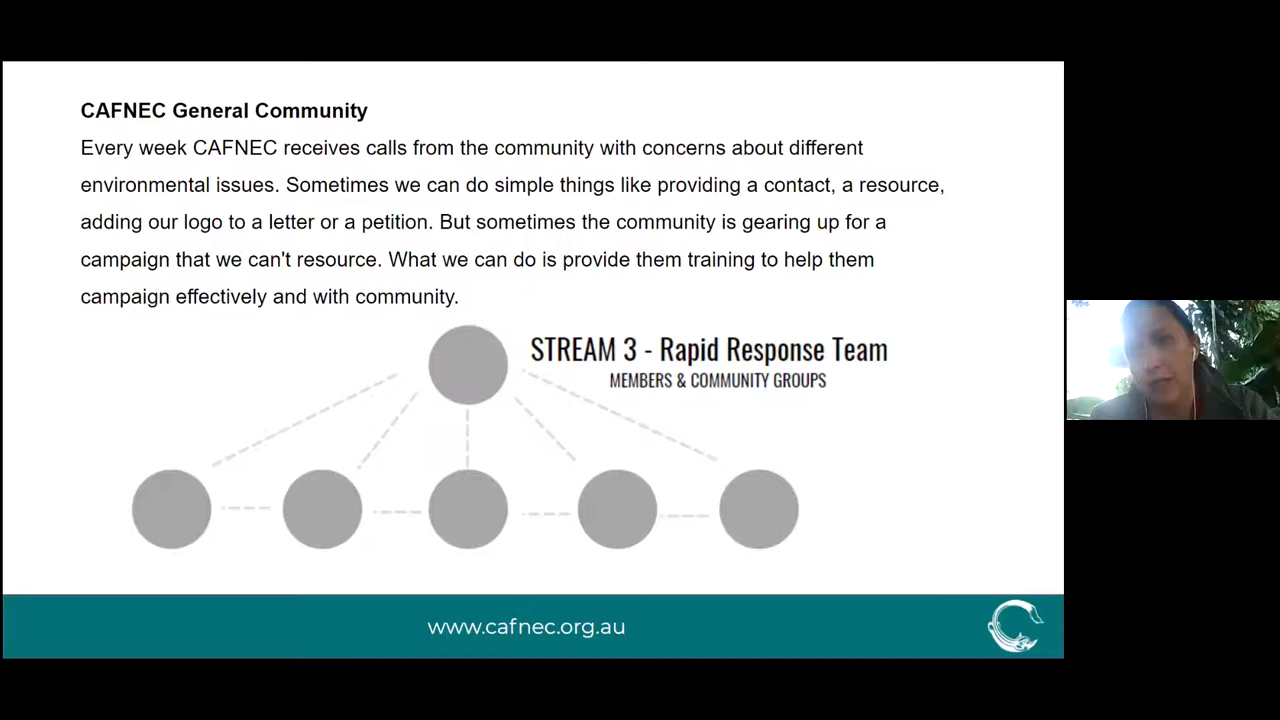 CAFNEC General Community
Every week CAFNEC receives calls from the community with concerns about different
environmental issues. Sometimes we can do simple things like providing a contact, a resource,
adding our logo to a letter or a petition. But sometimes the community is gearing up for a
campaign that we can't resource. What we can do is provide them training to help them
campaign effectively and with community.
STREAM 3 - Rapid Response Team
MEMBERS & COMMUNITY GROUPS
www.cafnec.org.au